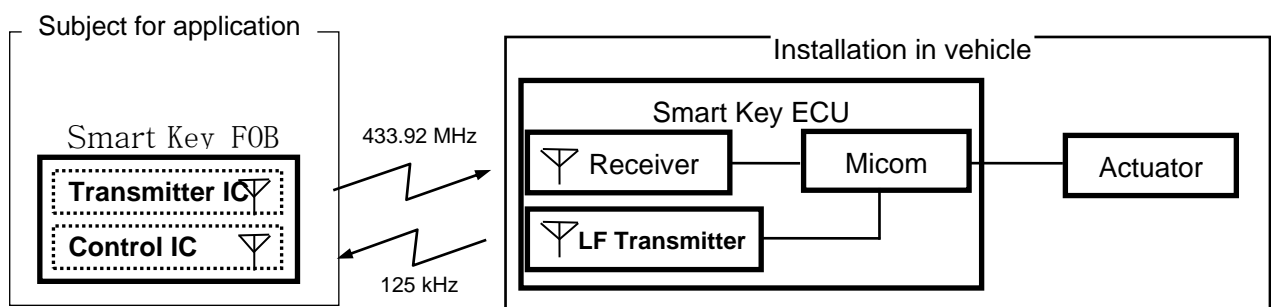 Subject for application
Installation in vehicle
Smart Key ECU
Smart Key FOB
433.92 MHz
Receiver
Micom
Actuator
Transmitter IC
Control IC
LF Transmitter
125 kHz